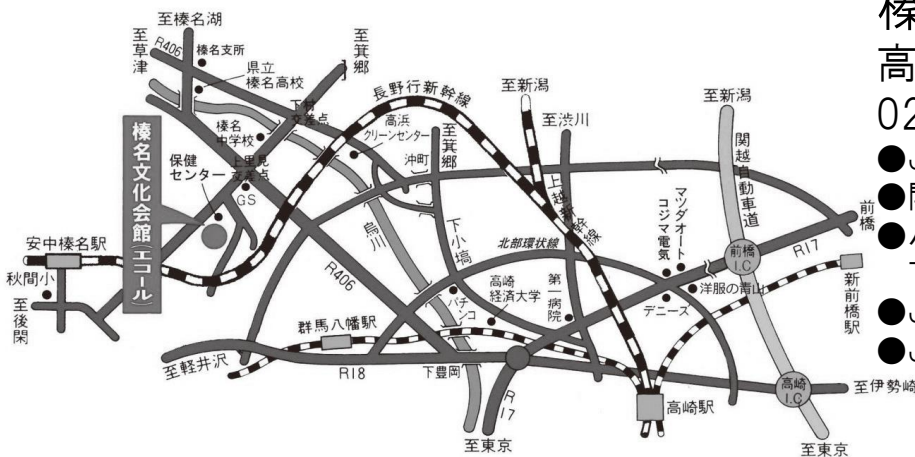 至榛名湖
至草津
R406
榛名支所
県立
榛名高校
至箕郷
下村
交差点
榛名
中学校
上里見
交差点
GS
保健
センター
榛名文化会館(エコール)
安中榛名駅
秋間小
至後閑
長野行新幹線
高浜
クリーンセンター
至箕郷
沖町
烏川
下小塙
R406
至新潟
至渋川
上越新幹線
北部環状線
マツダオート
コジマ電気
至新潟
関越自動車道
前橋
R17
前橋
I.C
新前橋駅
洋服の青山
デニーズ
第一病院
高崎
経済大学
パチンコ
群馬八幡駅
至軽井沢
R18
下豊岡
R17
至東京
高崎駅
高崎
I.C
至伊勢崎
至東京
高
02